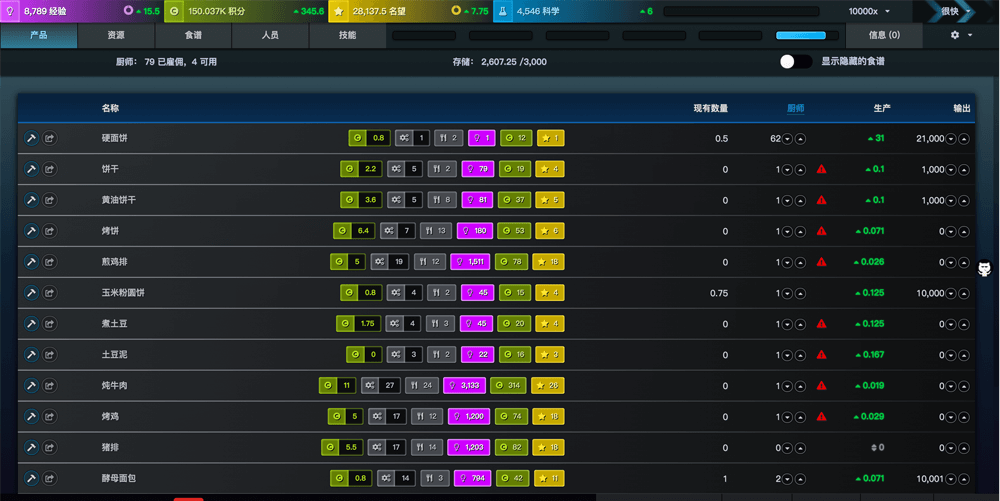 8,789 经验 15.5 150.037K 积分 345.6 28,137.5 名望 7.75 4,546 科学 6 10000x 很快
产品 资源 食谱 人员 技能 信息 (0)
厨师: 79 已雇佣, 4 可用 存储: 2,607.25 /3,000 显示隐藏的食谱
名称 现有数量 厨师 生产 输出
硬面饼 0.8 1 2 1 12 1 0.5 62 31 21,000
饼干 2.2 5 2 79 19 4 0 1 0.1 1,000
黄油饼干 3.6 5 8 81 37 5 0 1 0.1 1,000
烤饼 6.4 7 13 180 53 6 0 1 0.071 0
煎鸡排 5 19 12 1,511 78 18 0 1 0.026 0
玉米粉圆饼 0.8 4 2 45 15 4 0.75 1 0.125 10,000
煮土豆 1.75 4 3 45 20 4 0 1 0.125 0
土豆泥 0 3 2 22 16 3 0 1 0.167 0
炖牛肉 11 27 24 3,133 314 26 0 1 0.019 0
烤鸡 5 17 12 1,200 74 18 0 1 0.029 0
猪排 5.5 17 14 1,203 82 18 0 0 0 0
酵母面包 0.8 14 3 794 42 11 1 2 0.071 10,001